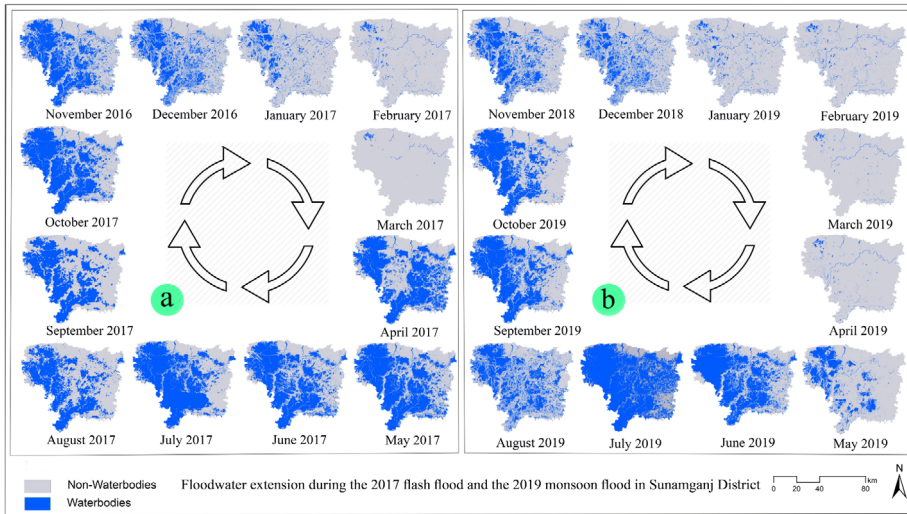 November 2016
December 2016
January 2017
February 2017
October 2017
March 2017
September 2017
a
April 2017
August 2017
July 2017
June 2017
May 2017
November 2018
December 2018
January 2019
February 2019
October 2019
March 2019
September 2019
b
April 2019
August 2019
July 2019
June 2019
May 2019
Non-Waterbodies
Waterbodies
Floodwater extension during the 2017 flash flood and the 2019 monsoon flood in Sunamganj District
0 20 40 80 km
N